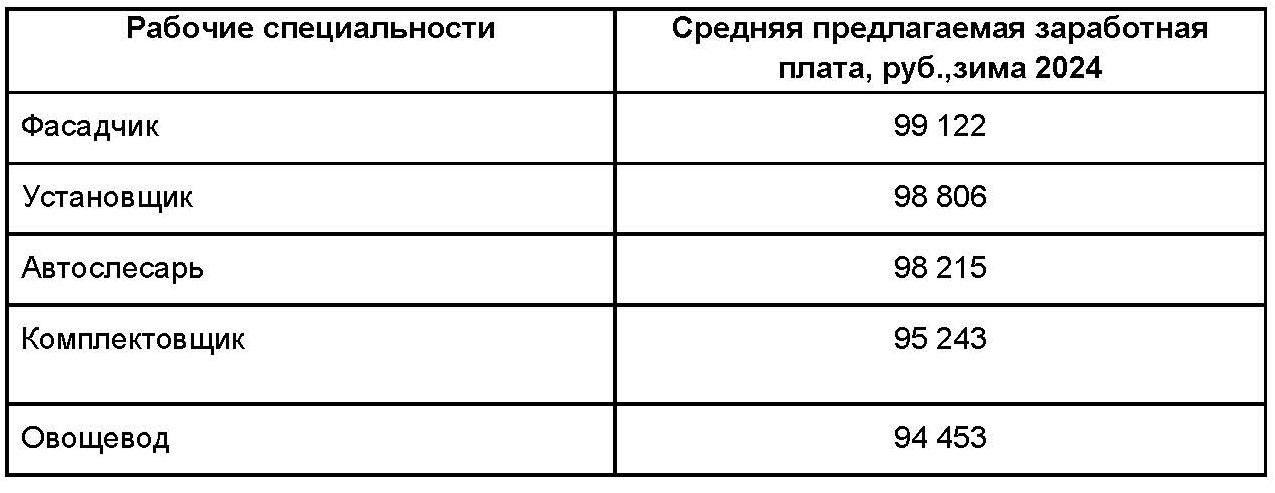 Рабочие специальности
Средняя предлагаемая заработная
плата, руб.,зима 2024
Фасадчик
99 122
Установщик
98 806
Автослесарь
98 215
Комплектовщик
95 243
Овощевод
94 453